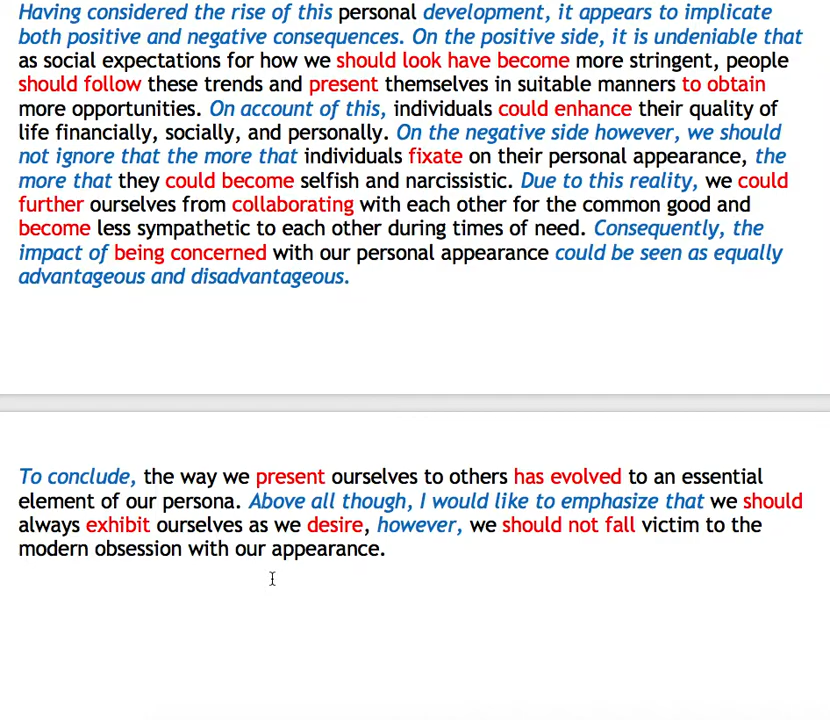 Having considered the rise of this personal development, it appears to implicate
both positive and negative consequences. On the positive side, it is undeniable that
as social expectations for how we should look have become more stringent, people
should follow these trends and present themselves in suitable manners to obtain
more opportunities. On account of this, individuals could enhance their quality of
life financially, socially, and personally. On the negative side however, we should
not ignore that the more that individuals fixate on their personal appearance, the
more that they could become selfish and narcissistic. Due to this reality, we could
further ourselves from collaborating with each other for the common good and
become less sympathetic to each other during times of need. Consequently, the
impact of being concerned with our personal appearance could be seen as equally
advantageous and disadvantageous.
To conclude, the way we present ourselves to others has evolved to an essential
element of our persona. Above all though, I would like to emphasize that we should
always exhibit ourselves as we desire, however, we should not fall victim to the
modern obsession with our appearance.